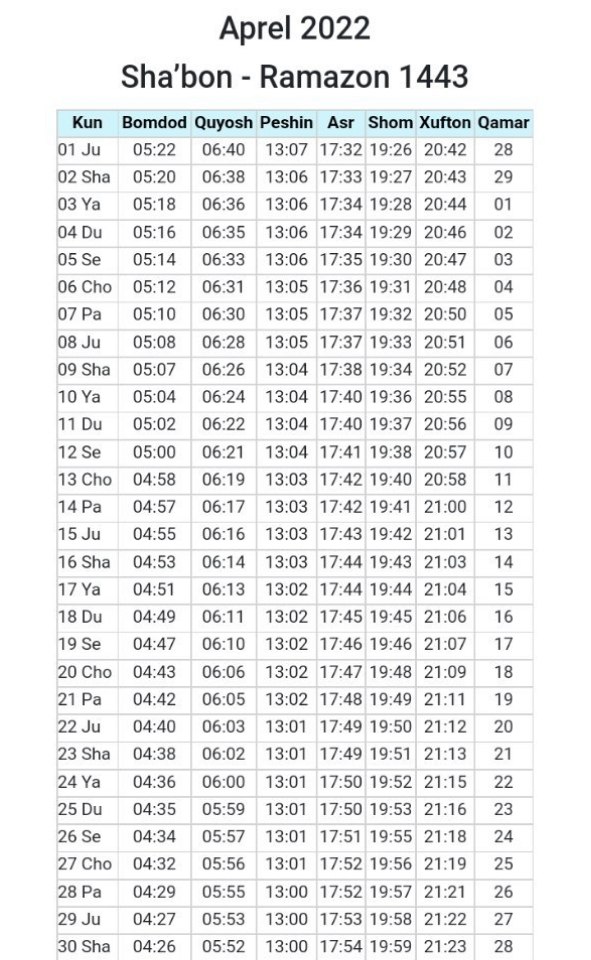 Aprel 2022
Sha’bon - Ramazon 1443
Kun Bomdod Quyosh Peshin Asr Shom Xufton Qamar
01 Ju 05:22 06:40 13:07 17:32 19:26 20:42 28
02 Sha 05:20 06:38 13:06 17:33 19:27 20:43 29
03 Ya 05:18 06:36 13:06 17:34 19:28 20:44 01
04 Du 05:16 06:35 13:06 17:34 19:29 20:46 02
05 Se 05:14 06:33 13:06 17:35 19:30 20:47 03
06 Cho 05:12 06:31 13:05 17:36 19:31 20:48 04
07 Pa 05:10 06:30 13:05 17:37 19:32 20:50 05
08 Ju 05:08 06:28 13:05 17:37 19:33 20:51 06
09 Sha 05:07 06:26 13:04 17:38 19:34 20:52 07
10 Ya 05:04 06:24 13:04 17:40 19:36 20:55 08
11 Du 05:02 06:22 13:04 17:40 19:37 20:56 09
12 Se 05:00 06:21 13:04 17:41 19:38 20:57 10
13 Cho 04:58 06:19 13:03 17:42 19:40 20:58 11
14 Pa 04:57 06:17 13:03 17:42 19:41 21:00 12
15 Ju 04:55 06:16 13:03 17:43 19:42 21:01 13
16 Sha 04:53 06:14 13:03 17:44 19:43 21:03 14
17 Ya 04:51 06:13 13:02 17:44 19:44 21:04 15
18 Du 04:49 06:11 13:02 17:45 19:45 21:06 16
19 Se 04:47 06:10 13:02 17:46 19:46 21:07 17
20 Cho 04:43 06:06 13:02 17:47 19:48 21:09 18
21 Pa 04:42 06:05 13:02 17:48 19:49 21:11 19
22 Ju 04:40 06:03 13:01 17:49 19:50 21:12 20
23 Sha 04:38 06:02 13:01 17:49 19:51 21:13 21
24 Ya 04:36 06:00 13:01 17:50 19:52 21:15 22
25 Du 04:35 05:59 13:01 17:50 19:53 21:16 23
26 Se 04:34 05:57 13:01 17:51 19:55 21:18 24
27 Cho 04:32 05:56 13:01 17:52 19:56 21:19 25
28 Pa 04:29 05:55 13:00 17:52 19:57 21:21 26
29 Ju 04:27 05:53 13:00 17:53 19:58 21:22 27
30 Sha 04:26 05:52 13:00 17:54 19:59 21:23 28